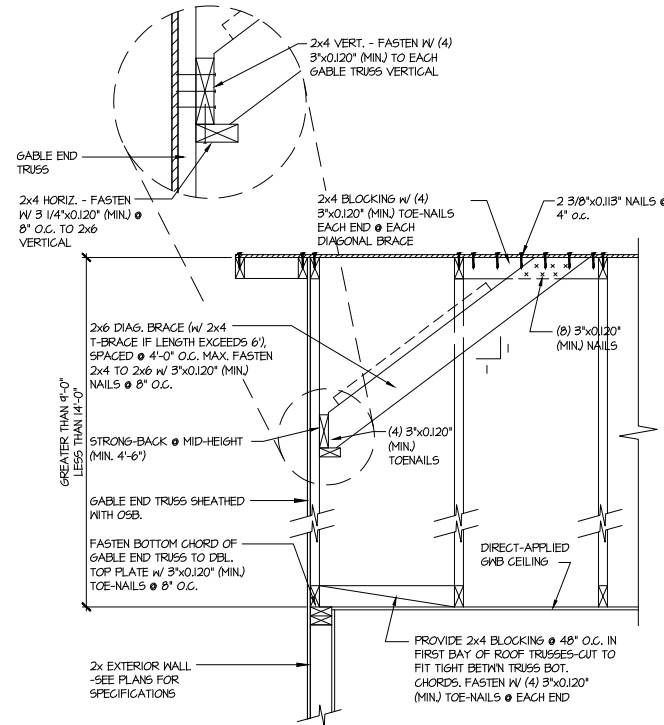 2x4 VERT. - FASTEN W/ (4)
3"x0.120" (MIN.) TO EACH
GABLE TRUSS VERTICAL
GABLE END
TRUSS
2x4 HORIZ. - FASTEN
W/ 3 1/4"x0.120" (MIN.) @
8" O.C. TO 2x6
VERTICAL
2x4 BLOCKING W/ (4)
3"x0.120" (MIN.) TOE-NAILS
EACH END @ EACH
DIAGONAL BRACE
2 3/8"x0.113" NAILS @
4" O.C.
2x6 DIAG. BRACE (W/ 2x4
T-BRACE IF LENGTH EXCEEDS 6'),
SPACED @ 4'-0" O.C. MAX. FASTEN
2x4 TO 2x6 W/ 3"x0.120" (MIN.)
NAILS @ 8" O.C.
(8) 3"x0.120"
(MIN.) NAILS
GREATER THAN 9'-0"
LESS THAN 14'-0"
STRONG-BACK @ MID-HEIGHT
(MIN. 4'-6")
(4) 3"x0.120"
(MIN.)
TOENAILS
GABLE END TRUSS SHEATHED
WITH OSB.
FASTEN BOTTOM CHORD OF
GABLE END TRUSS TO DBL.
TOP PLATE W/ 3"x0.120" (MIN.)
TOE-NAILS @ 8" O.C.
DIRECT-APPLIED
GWB CEILING
2x EXTERIOR WALL
-SEE PLANS FOR
SPECIFICATIONS
PROVIDE 2x4 BLOCKING @ 48" O.C. IN
FIRST BAY OF ROOF TRUSSES-CUT TO
FIT TIGHT BETW'N TRUSS BOT.
CHORDS. FASTEN W/ (4) 3"x0.120"
(MIN.) TOE-NAILS @ EACH END